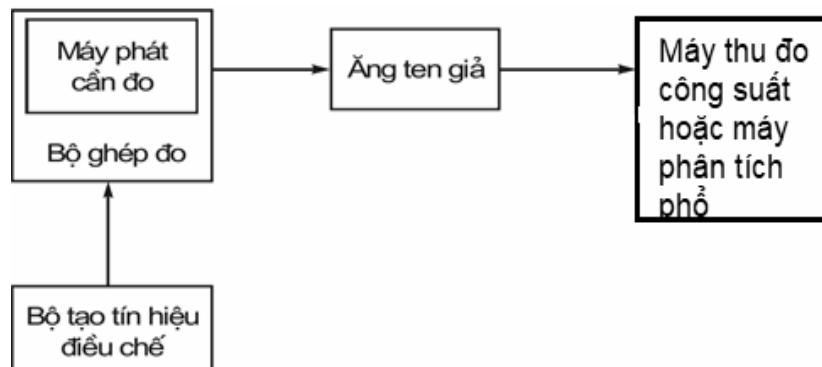 Máy phát
cần đo
Bộ ghép đo
Ăng ten giả
Máy thu đo
công suất
hoặc máy
phân tích
phổ
Bộ tạo tín hiệu
điều chế